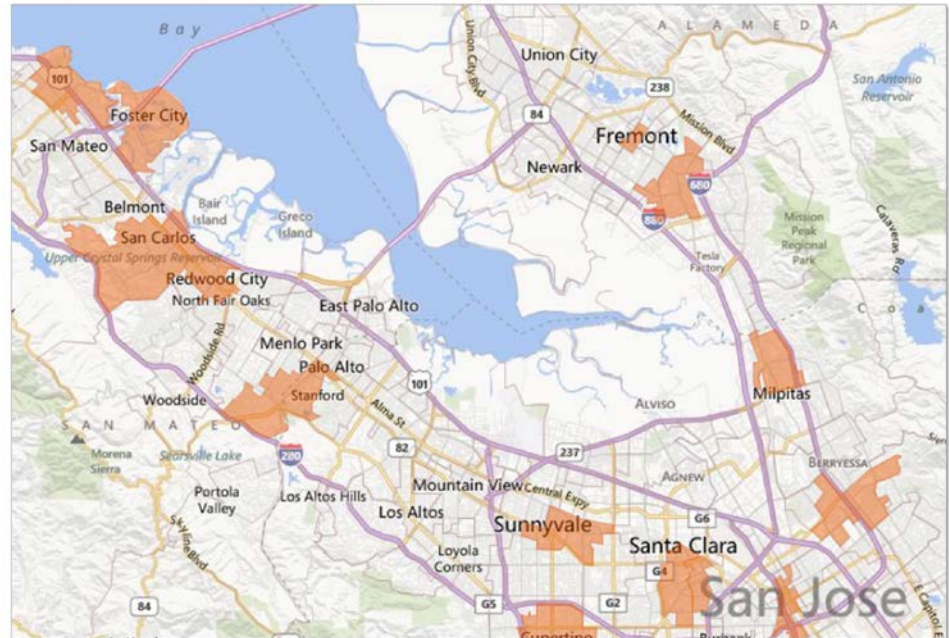 Bay
A L A M E D A
Union City Blvd
Union City
San Antonio
Reservoir
101
238
Foster City
84
Mission Blvd
Fremont
San Mateo
Newark
680
Belmont
Bair
Island
Greco
Island
880
Mission
Peak
Regional
Park
Calaveras Rd
San Carlos
Upper Crystal Springs Reservoir
Tesla
Factory
Redwood City
North Fair Oaks
East Palo Alto
C o a
Woodside Rd
Menlo Park
Palo Alto
101
Stanford
Milpitas
Woodside
Alma St
ALVISO
S A N M A T E O
Morena
Sierra
Searsville Lake
280
82
237
BERRYESSA
Portola
Valley
Los Altos Hills
Mountain View
Central Expy
AGNEW
Los Altos
Skyline Blvd
Sunnyvale
G6
Loyola
Corners
Santa Clara
G4
San Jose
84
G5
G2
E Capitol E
Cupertino
Burbank